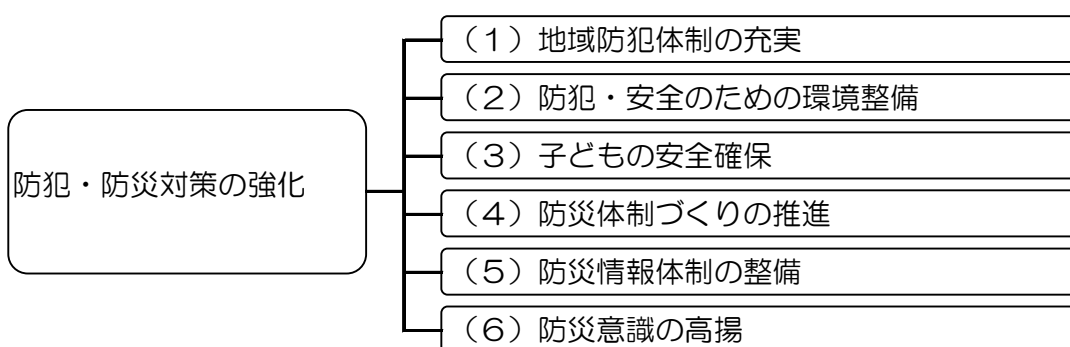 防犯・防災対策の強化
（１）地域防犯体制の充実
（２）防犯・安全のための環境整備
（３）子どもの安全確保
（４）防災体制づくりの推進
（５）防災情報体制の整備
（６）防災意識の高揚